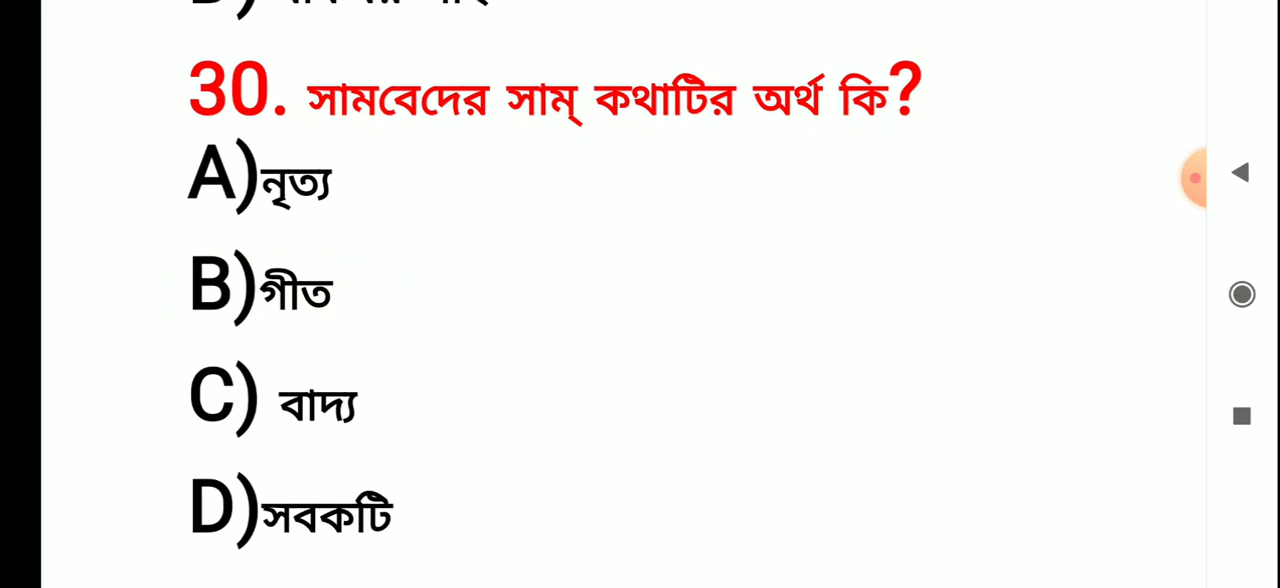 30. সামবেদের সাম্ কথাটির অর্থ কি?
A)নৃত্য
B)গীত
C) বাদ্য
D)সবকটি